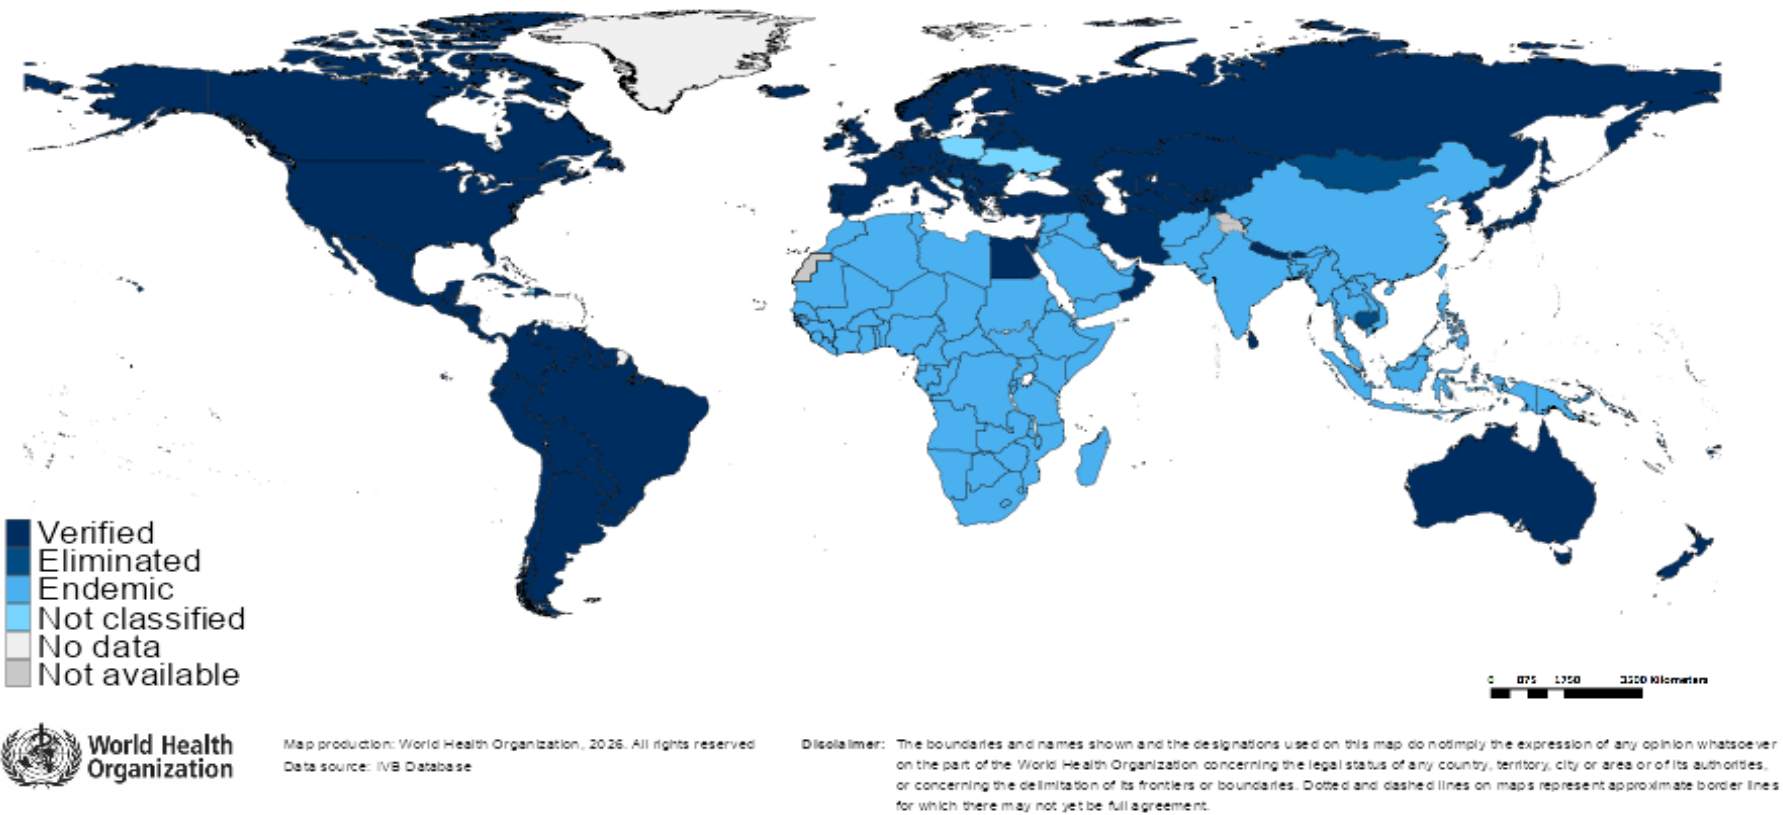 Verified
Eliminated
Endemic
Not classified
No data
Not available
0 875 1750 3500 Kilometers
World Health
Organization
Map production: World Health Organization, 2026. All rights reserved
Data source: IVB Database
Disclaimer: The boundaries and names shown and the designations used on this map do not imply the expression of any opinion whatsoever
on the part of the World Health Organization concerning the legal status of any country, territory, city or area or of its authorities,
or concerning the delimitation of its frontiers or boundaries. Dotted and dashed lines on maps represent approximate border lines
for which there may not yet be full agreement.